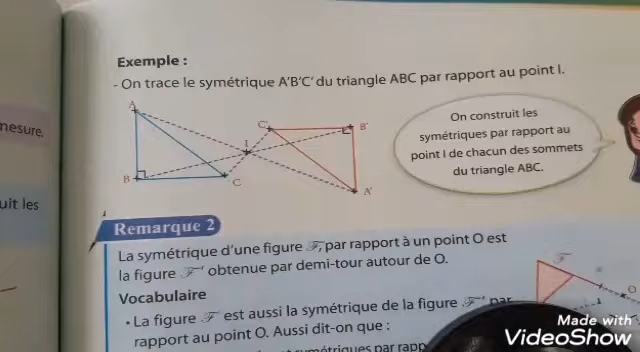 Exemple :
- On trace le symétrique A'B'C' du triangle ABC par rapport au point I.
A
C'
B'
I
B
C
A'
On construit les
symétriques par rapport au
point I de chacun des sommets
du triangle ABC.
mesure.
uit les
Remarque 2
La symétrique d'une figure ℱ, par rapport à un point O est
la figure ℱ' obtenue par demi-tour autour de O.
Vocabulaire
• La figure ℱ est aussi la symétrique de la figure ℱ' par
rapport au point O. Aussi dit-on que :
symétriques par rapp
ℱ
O
Made with
VideoShow